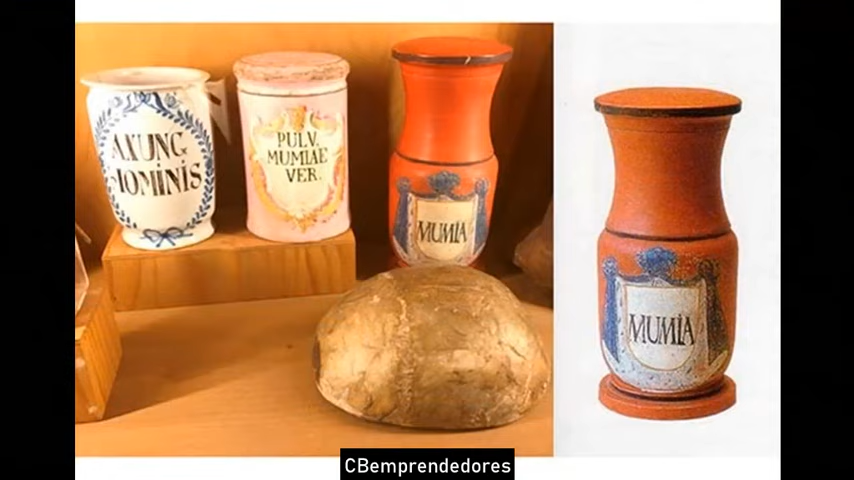 AXUNG
HOMINIS
PULV.
MUMIAE
VER.
MUMIA
MUMIA
CBemprendedores